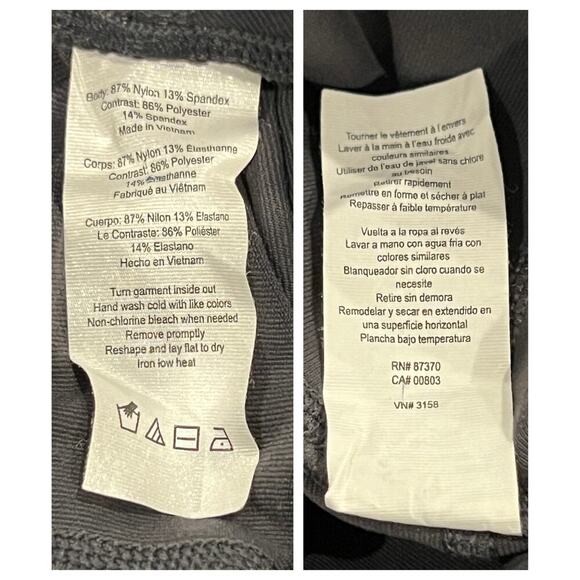 Body: 87% Nylon 13% Spandex
Contrast: 86% Polyester
14% Spandex
Made in Vietnam
Corps: 87% Nylon 13% Élasthanne
Contrast: 86% Polyester
14% Élasthanne
Fabriqué au Viêtnam
Cuerpo: 87% Nilon 13% Elastano
Le Contraste: 86% Poliéster
14% Elastano
Hecho en Vietnam
Turn garment inside out
Hand wash cold with like colors
Non-chlorine bleach when needed
Remove promptly
Reshape and lay flat to dry
Iron low heat
Tourner le vêtement à l'envers
Laver à la main à l'eau froide avec
couleurs similaires
Utiliser de l'eau de javel sans chlore
au besoin
Retirer rapidement
Remettre en forme et sécher à plat
Repasser à faible température
Vuelta a la ropa al revés
Lavar a mano con agua fria con
colores similares
Blanqueador sin cloro cuando se
necesite
Retire sin demora
Remodelar y secar en extendido en
una superficie horizontal
Plancha bajo temperatura
RN# 87370
CA# 00803
VN# 3158